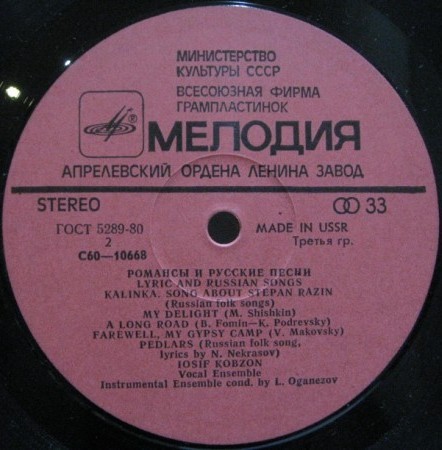 МИНИСТЕРСТВО
КУЛЬТУРЫ СССР
ВСЕСОЮЗНАЯ ФИРМА
ГРАМПЛАСТИНОК
®
МЕЛОДИЯ
АПРЕЛЕВСКИЙ ОРДЕНА ЛЕНИНА ЗАВОД
STEREO
33
ГОСТ 5289-80
MADE IN USSR
2
Третья гр.
С60—10668
РОМАНСЫ И РУССКИЕ ПЕСНИ
LYRIC AND RUSSIAN SONGS
KALINKA. SONG ABOUT STEPAN RAZIN
(Russian folk songs)
MY DELIGHT (M. Shishkin)
A LONG ROAD (B. Fomin—K. Podrevsky)
FAREWELL, MY GYPSY CAMP (V. Makovsky)
PEDLARS (Russian folk song,
lyrics by N. Nekrasov)
IOSIF KOBZON
Vocal Ensemble
Instrumental Ensemble cond. by L. Oganezov